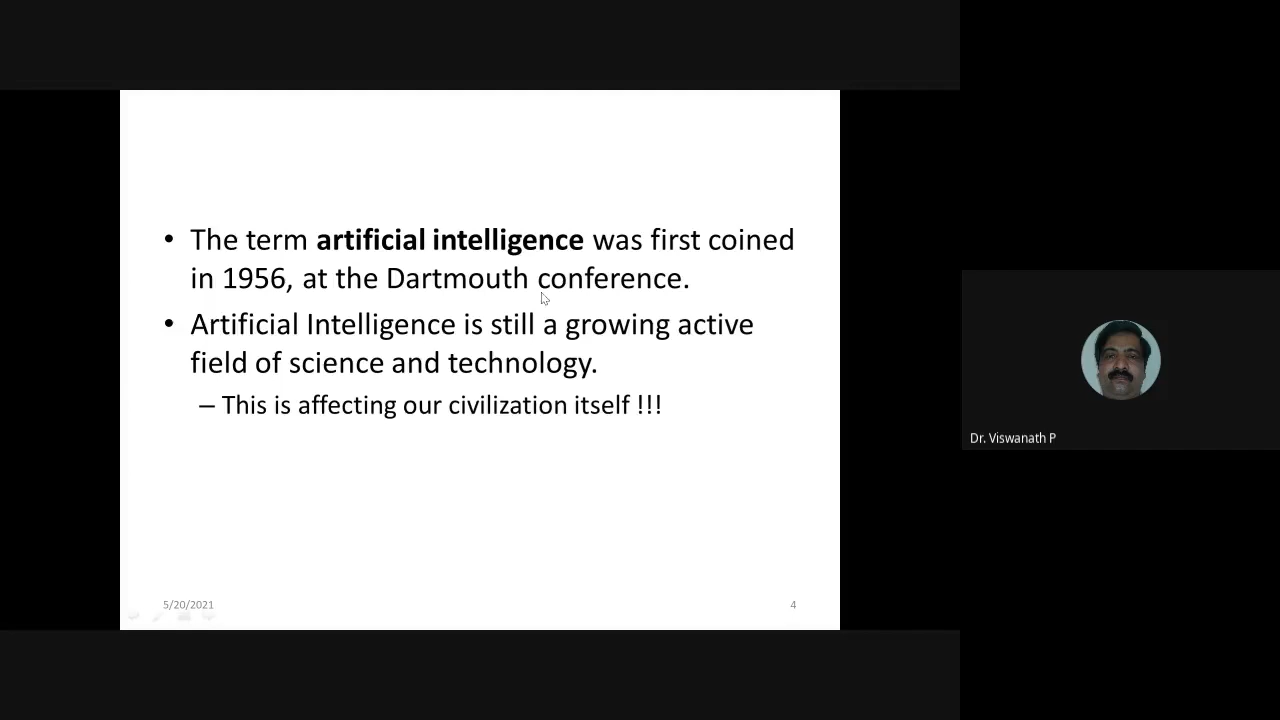 • The term artificial intelligence was first coined
in 1956, at the Dartmouth conference.
• Artificial Intelligence is still a growing active
field of science and technology.
– This is affecting our civilization itself !!!
Dr. Viswanath P
5/20/2021
4